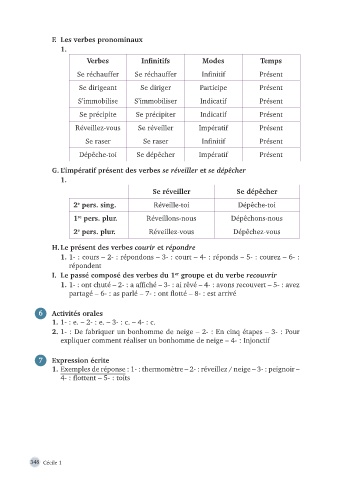 F. Les verbes pronominaux
1.
Verbes Infinitifs Modes Temps
Se réchauffer Se réchauffer Infinitif Présent
Se dirigeant Se diriger Participe Présent
S'immobilise S'immobiliser Indicatif Présent
Se précipite Se précipiter Indicatif Présent
Réveillez-vous Se réveiller Impératif Présent
Se raser Se raser Infinitif Présent
Dépêche-toi Se dépêcher Impératif Présent
G. L'impératif présent des verbes se réveiller et se dépêcher
1.
Se réveiller Se dépêcher
2e pers. sing. Réveille-toi Dépêche-toi
1re pers. plur. Réveillons-nous Dépêchons-nous
2e pers. plur. Réveillez-vous Dépêchez-vous
H. Le présent des verbes courir et répondre
1. 1- : cours – 2- : répondons – 3- : court – 4- : réponds – 5- : courez – 6- :
répondent
I. Le passé composé des verbes du 1er groupe et du verbe recouvrir
1. 1- : ont chuté – 2- : a affiché – 3- : ai rêvé – 4- : avons recouvert – 5- : avez
partagé – 6- : as parlé – 7- : ont flotté – 8- : est arrivé
6 Activités orales
1. 1- : e. – 2- : e. – 3- : c. – 4- : c.
2. 1- : De fabriquer un bonhomme de neige – 2- : En cinq étapes – 3- : Pour
expliquer comment réaliser un bonhomme de neige – 4- : Injonctif
7 Expression écrite
1. Exemples de réponse : 1- : thermomètre – 2- : réveillez / neige – 3- : peignoir –
4- : flottent – 5- : toits
348 Cécile 1